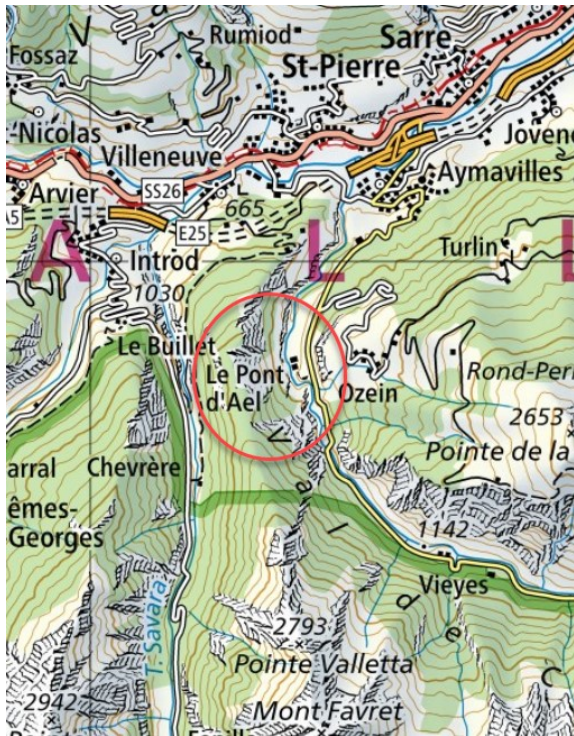 V
a
Fossaz
Rumiod
Sarre
St-Pierre
Nicolas
Villeneuve
Joven
Aymavilles
Arvier
SS26
A5
665
E25
A
L
L
Introd
Turlin
1030
Le Buillet
Le Pont
d'Ael
Ozein
Rond-Per
2653
V
Pointe de la
arral
Chevrère
a
êmes-
Georges
l
1142
Vieyes
T. Savara
d
e
2793
Pointe Valletta
C
2942
Mont Favret